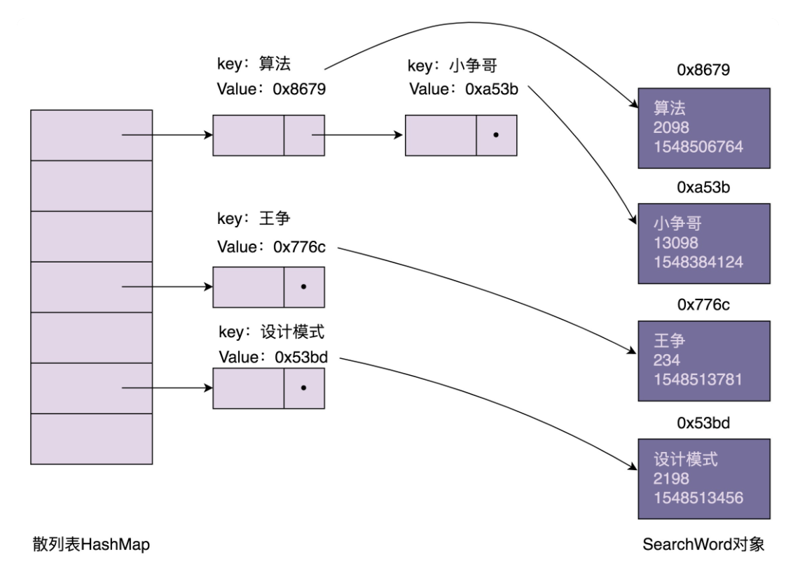 key：算法
Value：0x8679
key：小争哥
Value：0xa53b
0x8679
算法
2098
1548506764
0xa53b
小争哥
13098
1548384124
key：王争
Value：0x776c
0x776c
王争
234
1548513781
key：设计模式
Value：0x53bd
0x53bd
设计模式
2198
1548513456
散列表HashMap
SearchWord对象